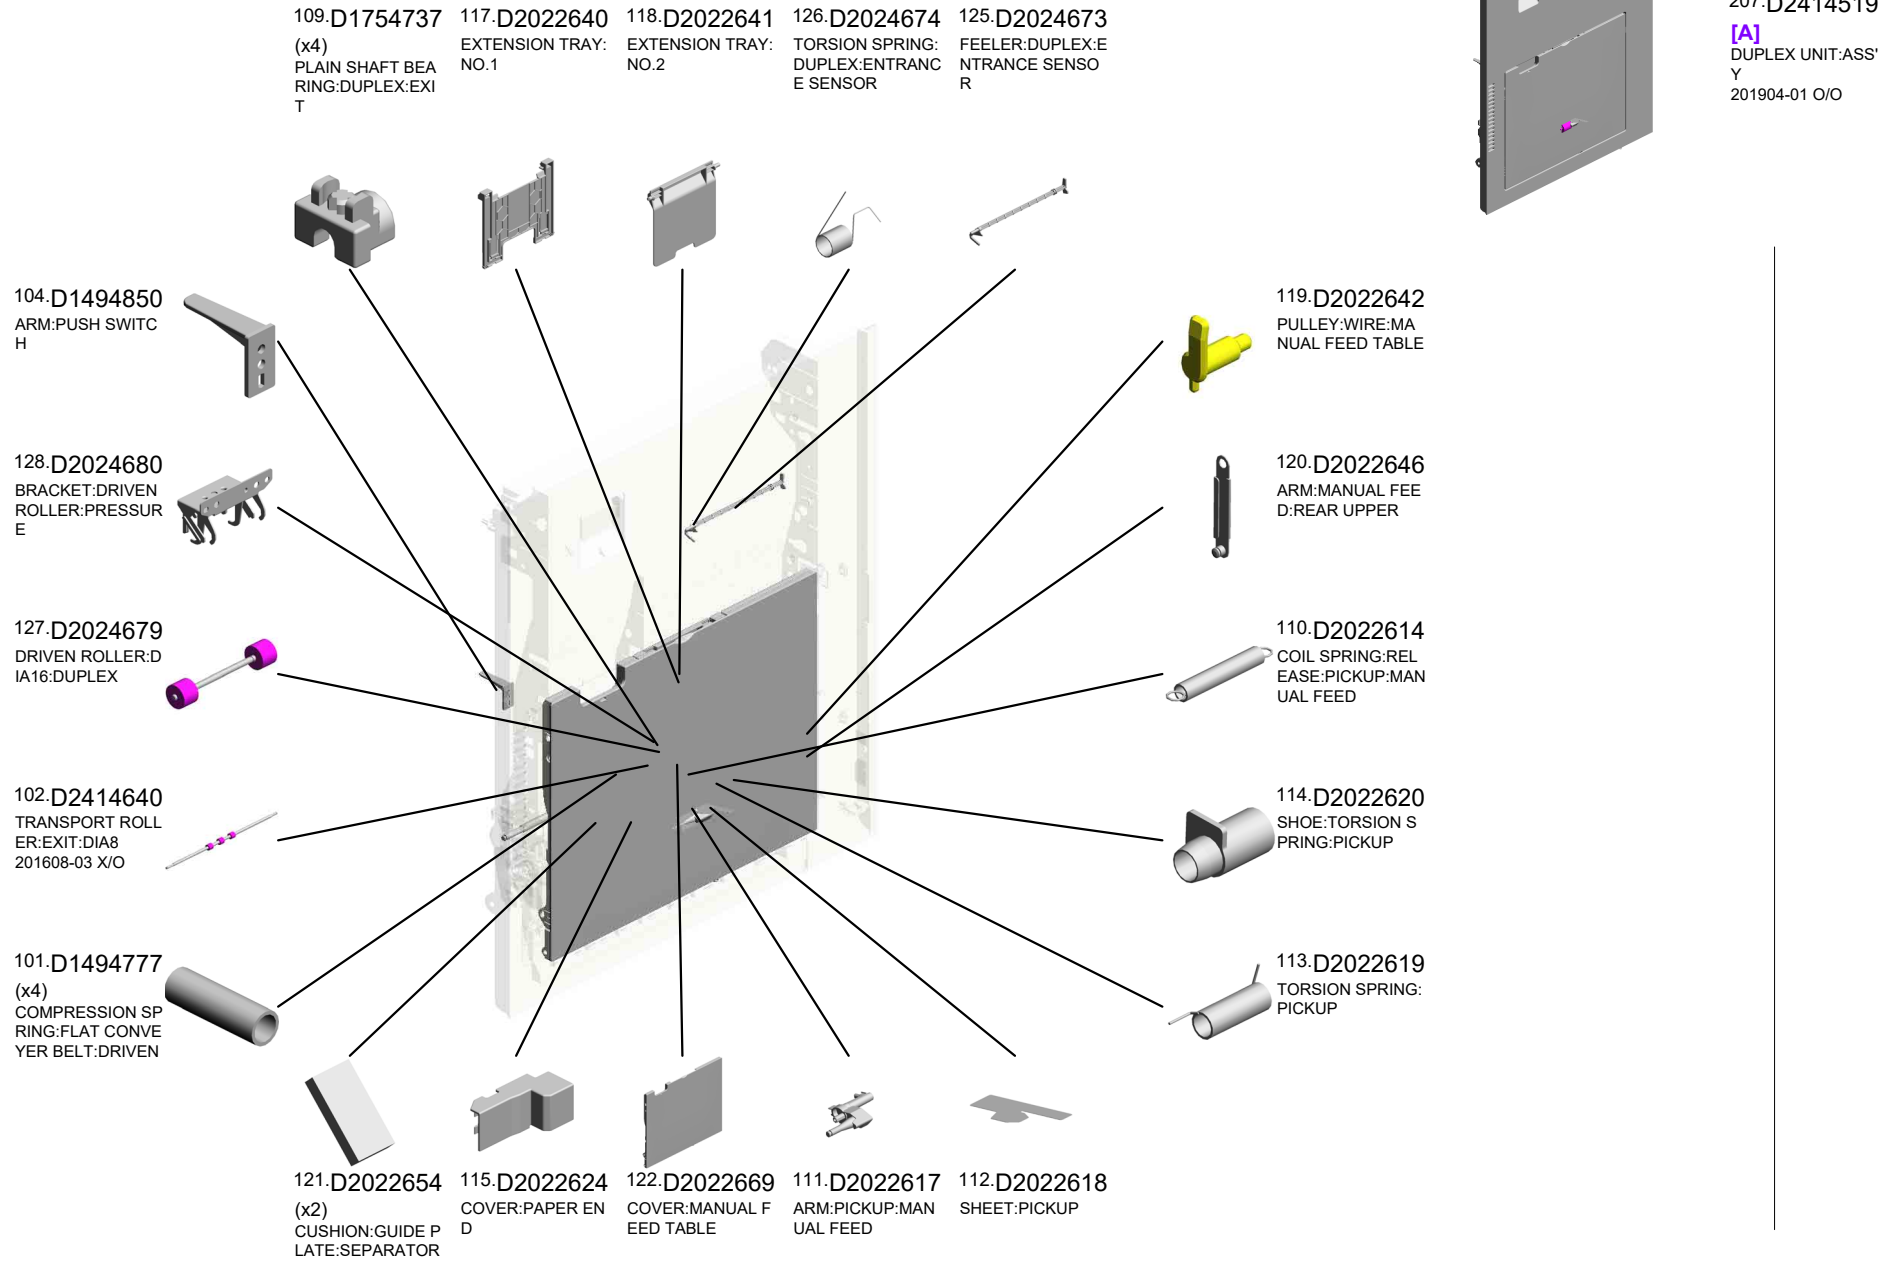 109.D1754737
(x4)
PLAIN SHAFT BEA
RING:DUPLEX:EXI
T
117.D2022640
EXTENSION TRAY:
NO.1
118.D2022641
EXTENSION TRAY:
NO.2
126.D2024674
TORSION SPRING:
DUPLEX:ENTRANC
E SENSOR
125.D2024673
FEELER:DUPLEX:E
NTRANCE SENSO
R
207.D2414519
[A]
DUPLEX UNIT:ASS'
Y
201904-01 O/O
104.D1494850
ARM:PUSH SWITC
H
119.D2022642
PULLEY:WIRE:MA
NUAL FEED TABLE
128.D2024680
BRACKET:DRIVEN
ROLLER:PRESSUR
E
120.D2022646
ARM:MANUAL FEE
D:REAR UPPER
127.D2024679
DRIVEN ROLLER:D
IA16:DUPLEX
110.D2022614
COIL SPRING:REL
EASE:PICKUP:MAN
UAL FEED
102.D2414640
TRANSPORT ROLL
ER:EXIT:DIA8
201608-03 X/O
114.D2022620
SHOE:TORSION S
PRING:PICKUP
101.D1494777
(x4)
COMPRESSION SP
RING:FLAT CONVE
YER BELT:DRIVEN
113.D2022619
TORSION SPRING:
PICKUP
121.D2022654
(x2)
CUSHION:GUIDE P
LATE:SEPARATOR
115.D2022624
COVER:PAPER EN
D
122.D2022669
COVER:MANUAL F
EED TABLE
111.D2022617
ARM:PICKUP:MAN
UAL FEED
112.D2022618
SHEET:PICKUP